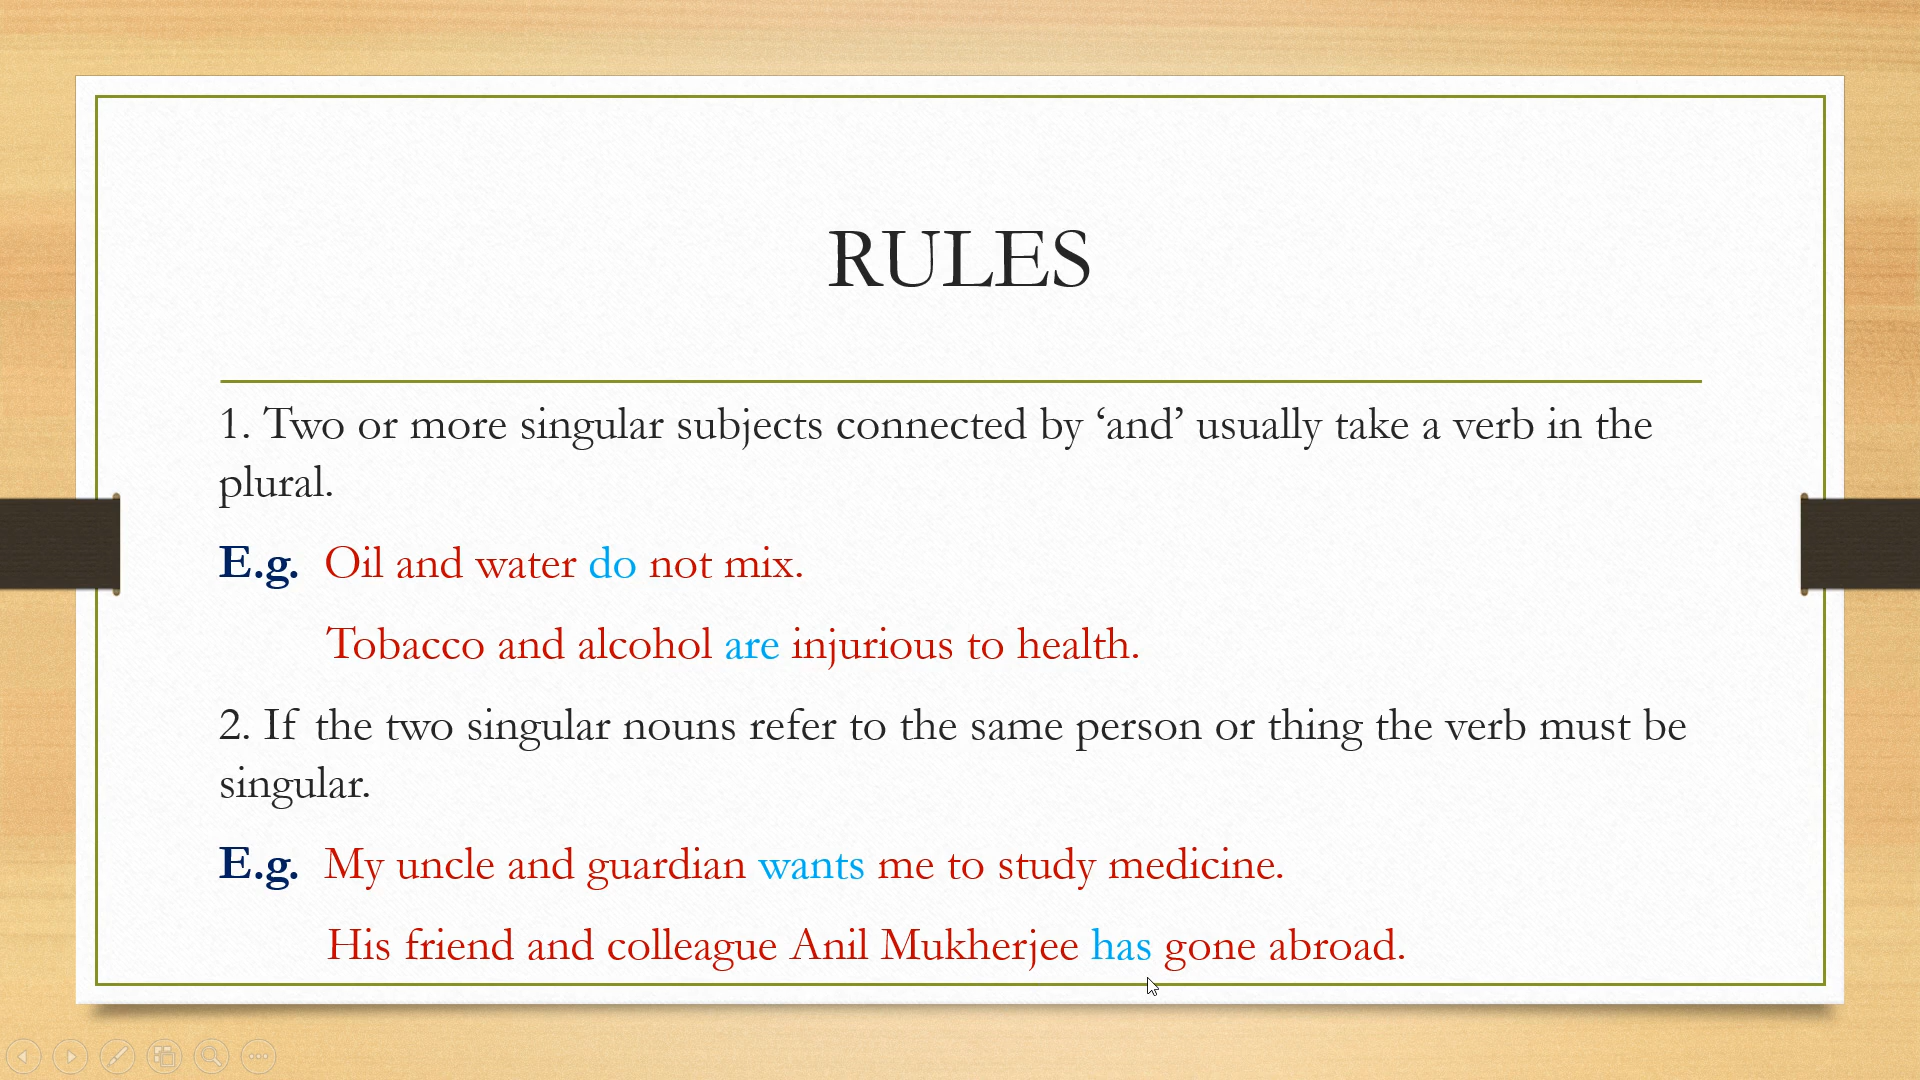 RULES
1. Two or more singular subjects connected by ‘and’ usually take a verb in the
plural.
E.g. Oil and water do not mix.
Tobacco and alcohol are injurious to health.
2. If the two singular nouns refer to the same person or thing the verb must be
singular.
E.g. My uncle and guardian wants me to study medicine.
His friend and colleague Anil Mukherjee has gone abroad.